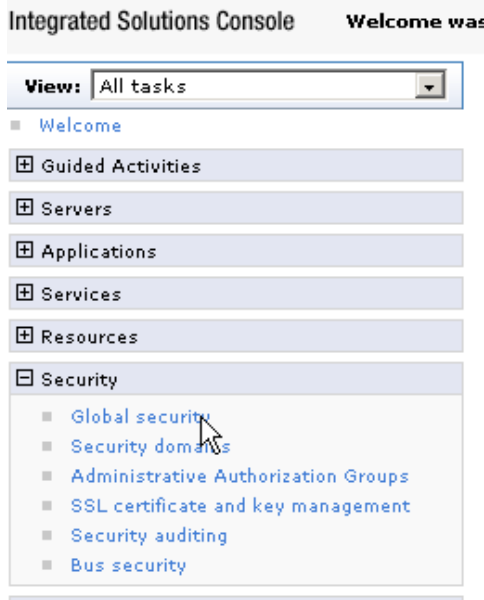 Integrated Solutions Console Welcome was
View: All tasks
Welcome
Guided Activities
Servers
Applications
Services
Resources
Security
Global security
Security domains
Administrative Authorization Groups
SSL certificate and key management
Security auditing
Bus security